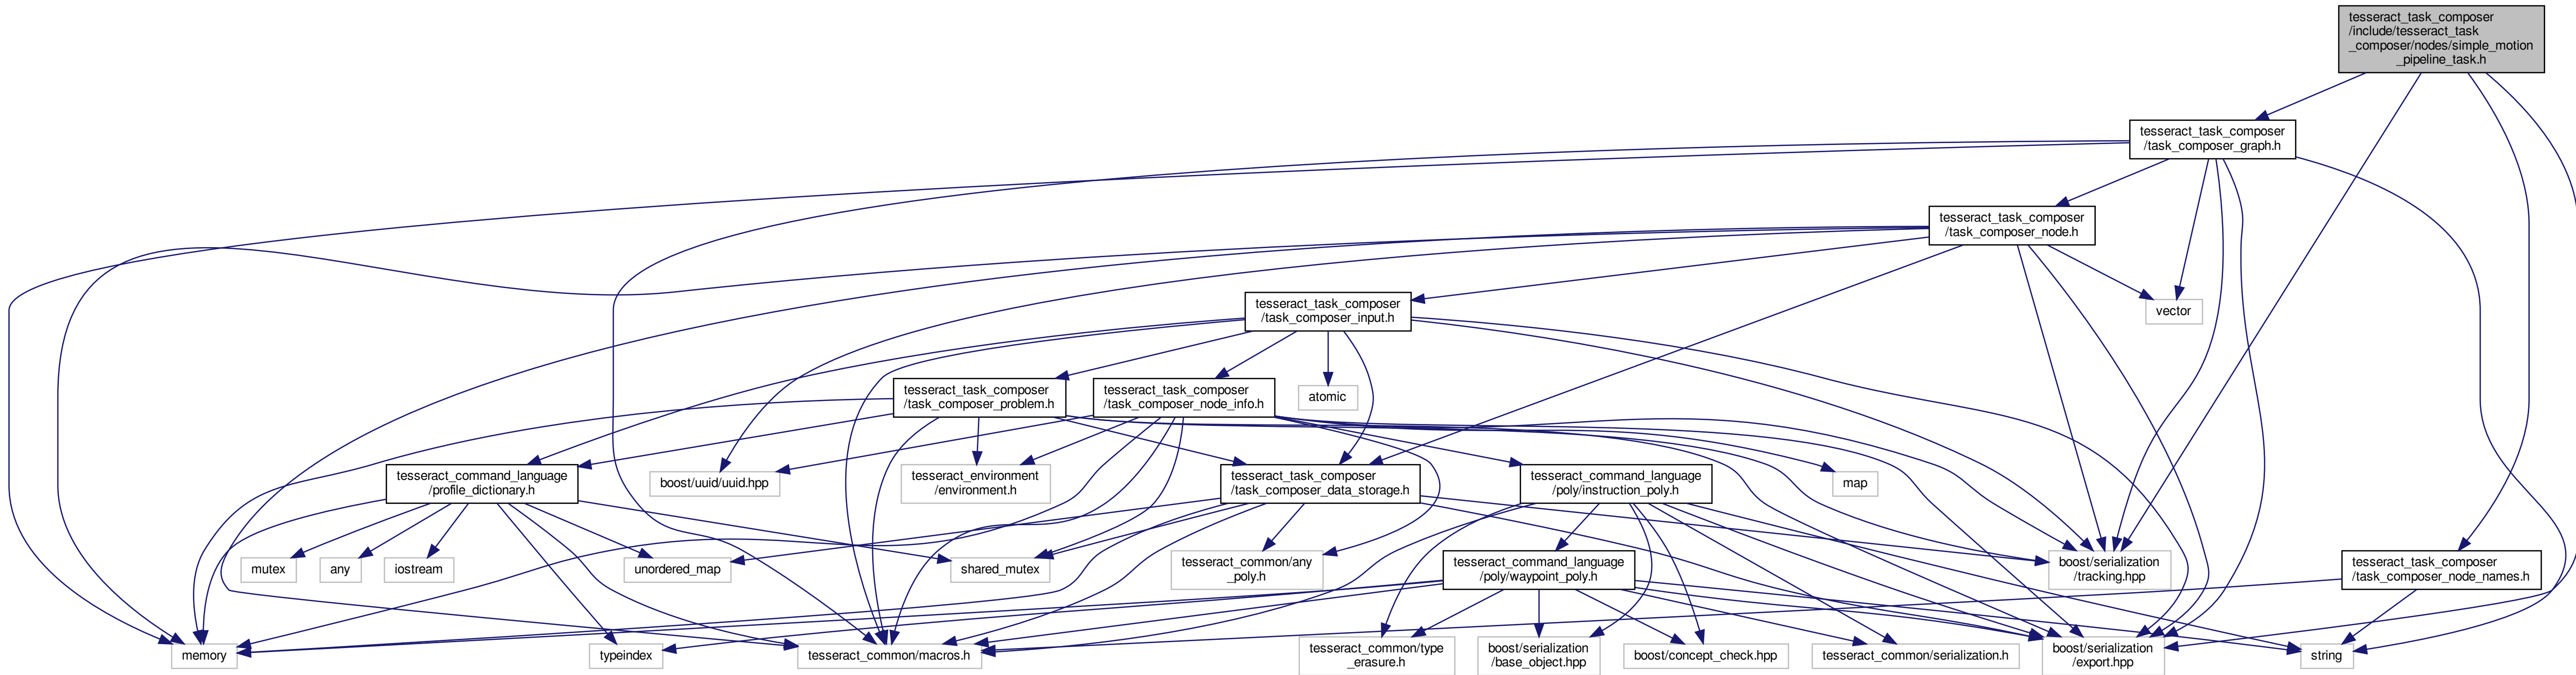 tesseract_task_composer
/include/tesseract_task
_composer/nodes/simple_motion
_pipeline_task.h
tesseract_task_composer
/task_composer_graph.h
tesseract_task_composer
/task_composer_node.h
tesseract_task_composer
/task_composer_input.h
vector
tesseract_task_composer
/task_composer_problem.h
tesseract_task_composer
/task_composer_node_info.h
atomic
tesseract_command_language
/profile_dictionary.h
boost/uuid/uuid.hpp
tesseract_environment
/environment.h
tesseract_task_composer
/task_composer_data_storage.h
tesseract_command_language
/poly/instruction_poly.h
map
mutex
any
iostream
unordered_map
shared_mutex
tesseract_common/any
_poly.h
tesseract_command_language
/poly/waypoint_poly.h
boost/serialization
/tracking.hpp
tesseract_task_composer
/task_composer_node_names.h
memory
typeindex
tesseract_common/macros.h
tesseract_common/type
_erasure.h
boost/serialization
/base_object.hpp
boost/concept_check.hpp
tesseract_common/serialization.h
boost/serialization
/export.hpp
string